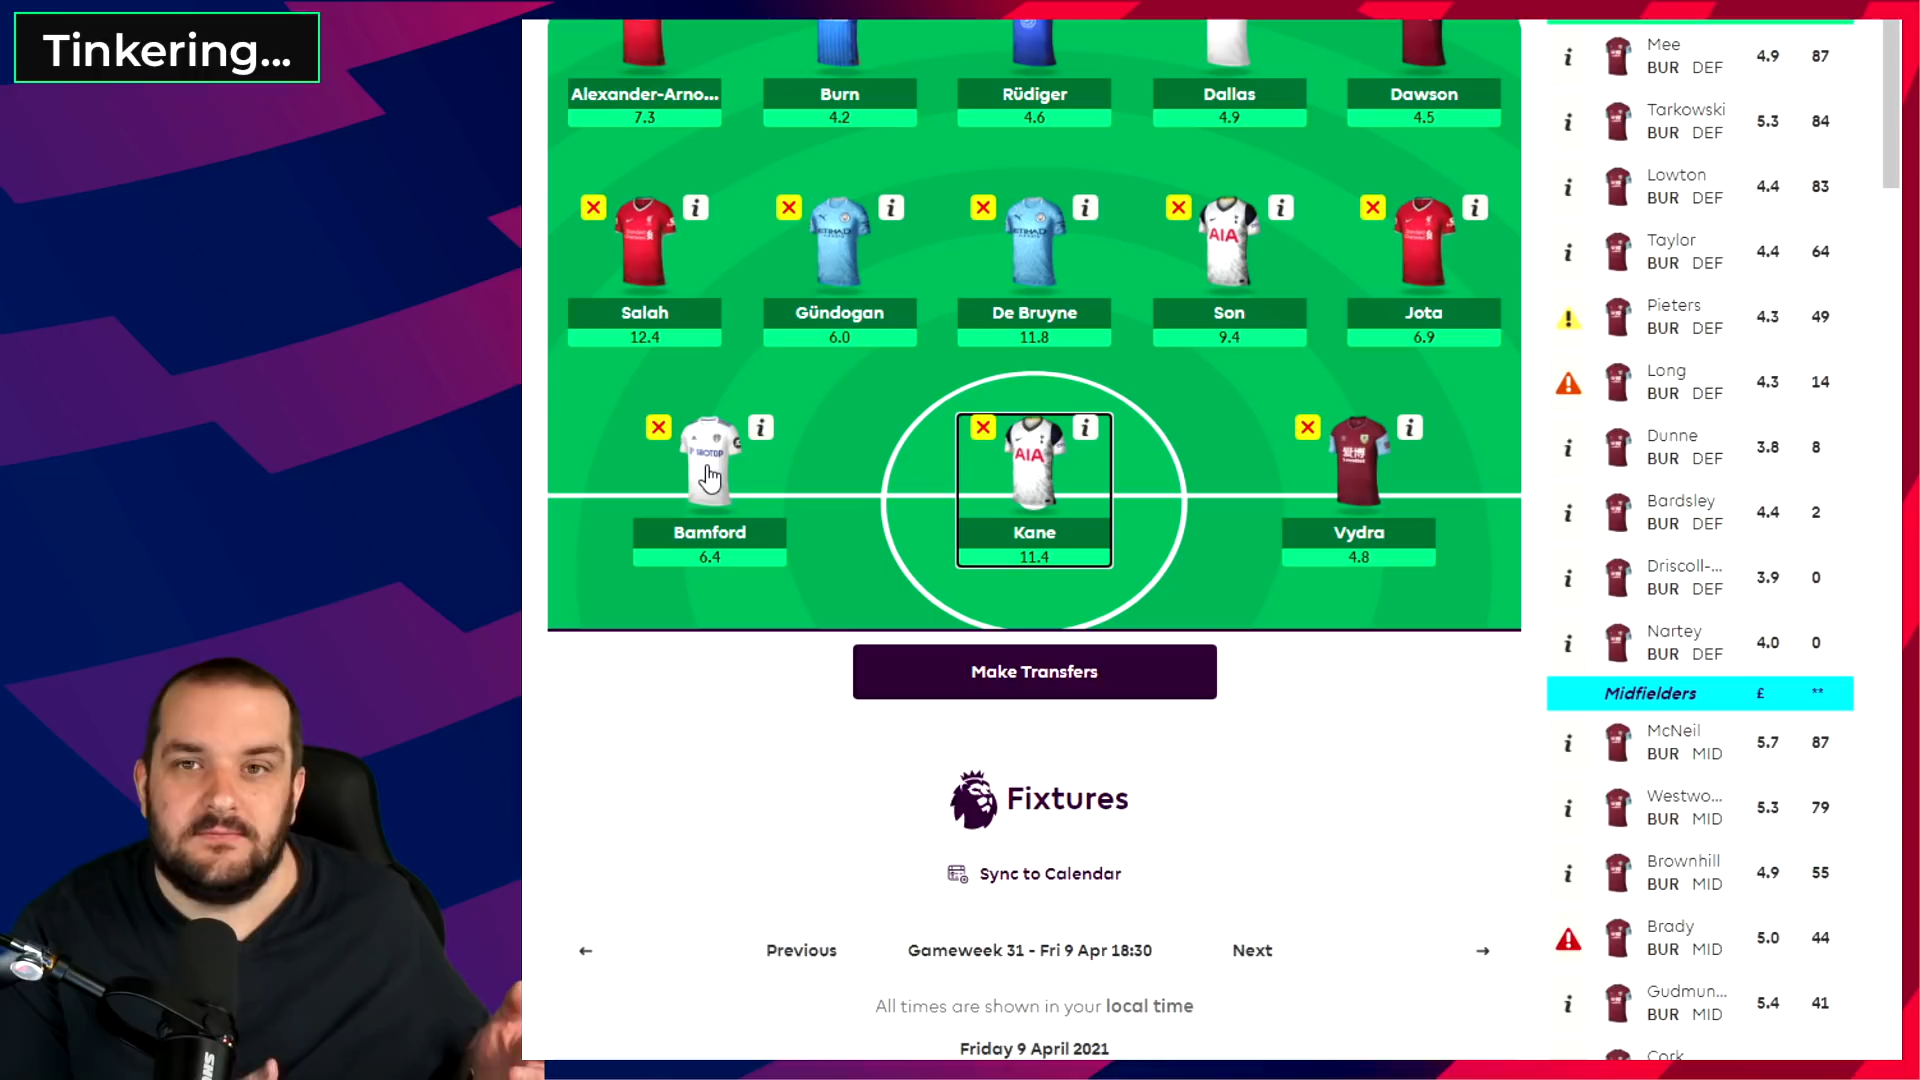 Tinkering...
Alexander-Arno...
7.3
Burn
4.2
Rüdiger
4.6
Dallas
4.9
Dawson
4.5
Salah
12.4
Gündogan
6.0
De Bruyne
11.8
Son
9.4
Jota
6.9
ETIHAD
ETIHAD
AIA
SBOTOP
AIA
Bamford
6.4
Kane
11.4
Vydra
4.8
Make Transfers
Fixtures
Sync to Calendar
← Previous Gameweek 31 - Fri 9 Apr 18:30 Next →
All times are shown in your local time
Friday 9 April 2021
Mee
BUR DEF 4.9 87
Tarkowski
BUR DEF 5.3 84
Lowton
BUR DEF 4.4 83
Taylor
BUR DEF 4.4 64
Pieters
BUR DEF 4.3 49
Long
BUR DEF 4.3 14
Dunne
BUR DEF 3.8 8
Bardsley
BUR DEF 4.4 2
Driscoll-...
BUR DEF 3.9 0
Nartey
BUR DEF 4.0 0
Midfielders £ **
McNeil
BUR MID 5.7 87
Westwo...
BUR MID 5.3 79
Brownhill
BUR MID 4.9 55
Brady
BUR MID 5.0 44
Gudmun...
BUR MID 5.4 41
Cork